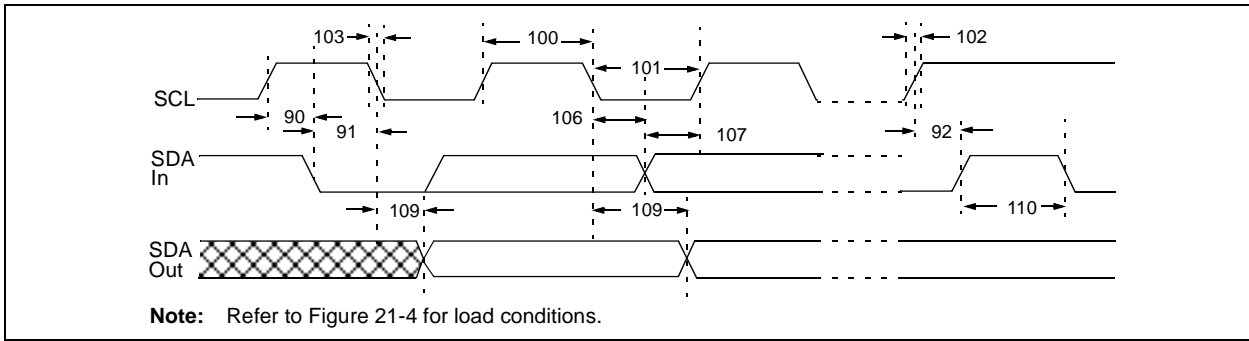 103
100
102
101
SCL
90
106
107
91
92
SDA
In
109
109
110
SDA
Out
Note: Refer to Figure 21-4 for load conditions.